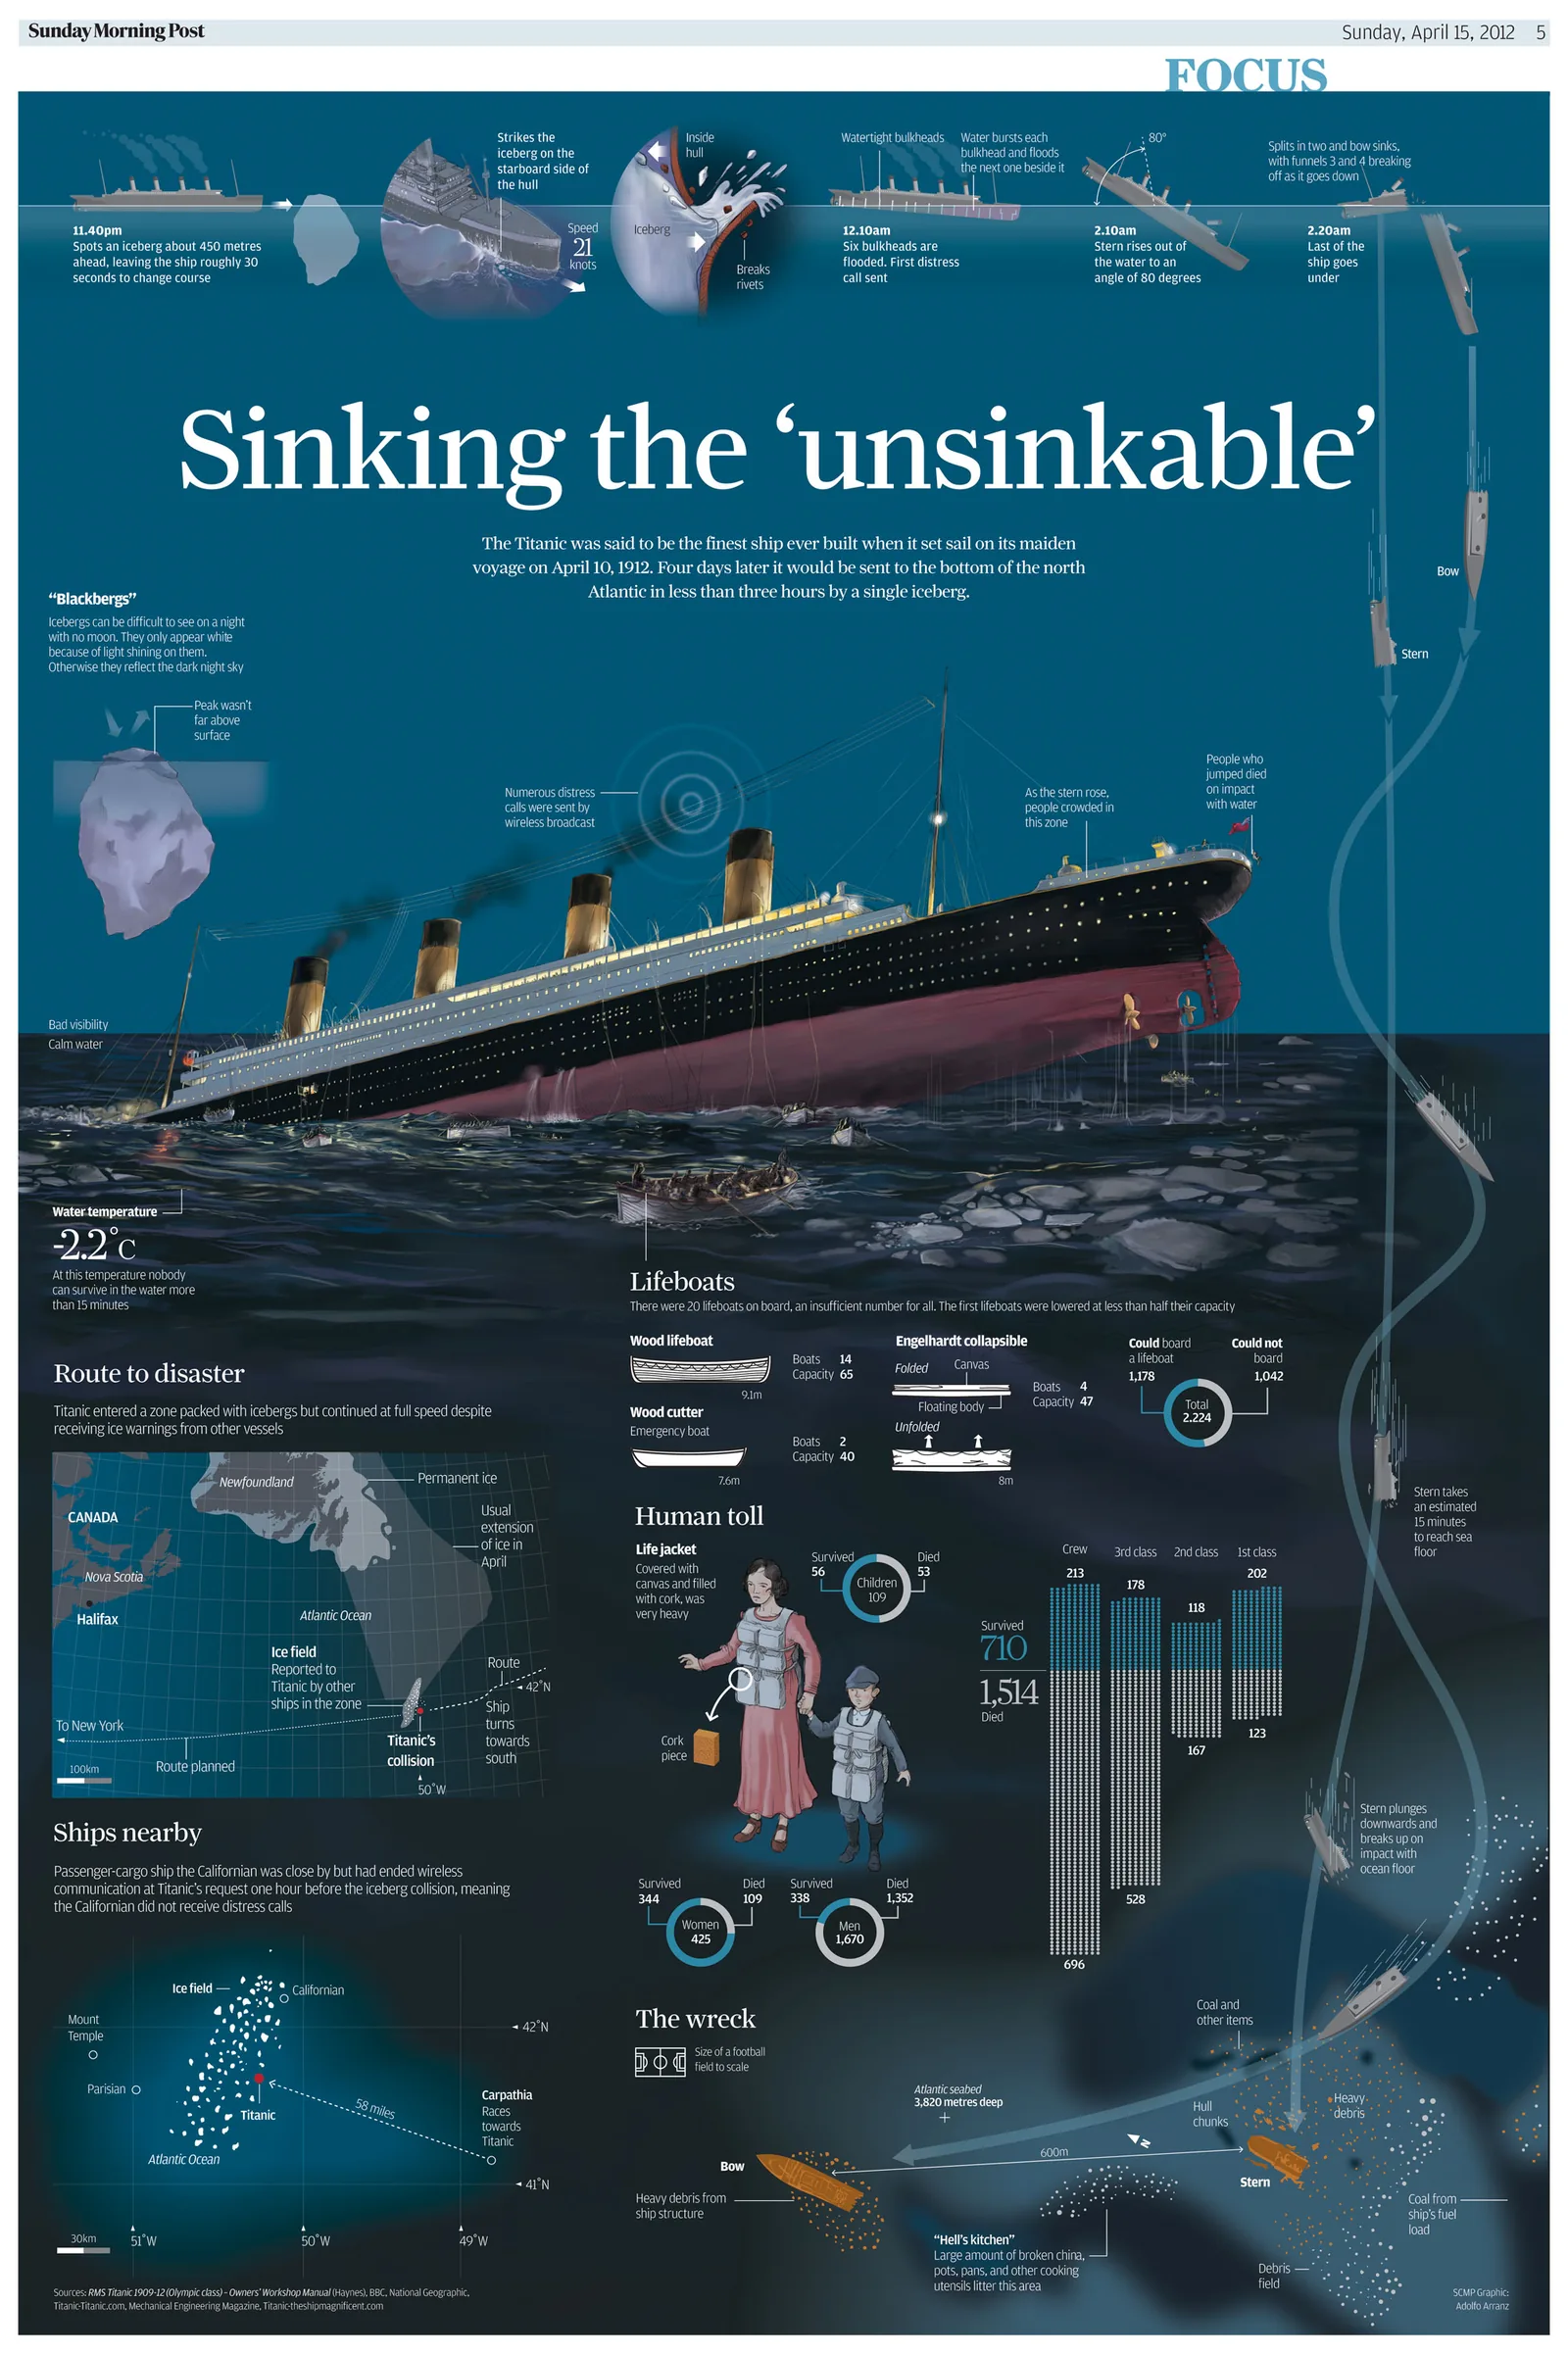 Sunday Morning Post
Sunday, April 15, 2012 5
FOCUS
11.40pm
Spots an iceberg about 450 metres
ahead, leaving the ship roughly 30
seconds to change course
Strikes the
iceberg on the
starboard side of
the hull
Speed
21
knots
Inside
hull
Iceberg
Breaks
rivets
Watertight bulkheads
Water bursts each
bulkhead and floods
the next one beside it
12.10am
Six bulkheads are
flooded. First distress
call sent
80°
2.10am
Stern rises out of
the water to an
angle of 80 degrees
Splits in two and bow sinks,
with funnels 3 and 4 breaking
off as it goes down
2.20am
Last of the
ship goes
under
Sinking the ‘unsinkable’
The Titanic was said to be the finest ship ever built when it set sail on its maiden
voyage on April 10, 1912. Four days later it would be sent to the bottom of the north
Atlantic in less than three hours by a single iceberg.
Bow
Stern
“Blackbergs”
Icebergs can be difficult to see on a night
with no moon. They only appear white
because of light shining on them.
Otherwise they reflect the dark night sky
Peak wasn't
far above
surface
Numerous distress
calls were sent by
wireless broadcast
As the stern rose,
people crowded in
this zone
People who
jumped died
on impact
with water
Bad visibility
Calm water
Water temperature
-2.2°C
At this temperature nobody
can survive in the water more
than 15 minutes
Lifeboats
There were 20 lifeboats on board, an insufficient number for all. The first lifeboats were lowered at less than half their capacity
Wood lifeboat
Boats 14
Capacity 65
9.1m
Wood cutter
Emergency boat
Boats 2
Capacity 40
7.6m
Engelhardt collapsible
Folded
Canvas
Floating body
Unfolded
Boats 4
Capacity 47
8m
Could board
a lifeboat
1,178
Could not
board
1,042
Total
2.224
Route to disaster
Titanic entered a zone packed with icebergs but continued at full speed despite
receiving ice warnings from other vessels
Newfoundland
Permanent ice
CANADA
Usual
extension
of ice in
April
Nova Scotia
Halifax
Atlantic Ocean
Ice field
Reported to
Titanic by other
ships in the zone
Route
42°N
Ship
turns
towards
south
To New York
Route planned
Titanic's
collision
50°W
100km
Human toll
Life jacket
Covered with
canvas and filled
with cork, was
very heavy
Cork
piece
Survived
56
Died
53
Children
109
Survived
344
Died
109
Women
425
Survived
338
Died
1,352
Men
1,670
Survived
710
1,514
Died
Crew
213
696
3rd class
178
528
2nd class
118
167
1st class
202
123
Stern takes
an estimated
15 minutes
to reach sea
floor
Stern plunges
downwards and
breaks up on
impact with
ocean floor
Ships nearby
Passenger-cargo ship the Californian was close by but had ended wireless
communication at Titanic's request one hour before the iceberg collision, meaning
the Californian did not receive distress calls
Ice field
Californian
Mount
Temple
42°N
Parisian
Titanic
58 miles
Carpathia
Races
towards
Titanic
Atlantic Ocean
41°N
30km
51°W
50°W
49°W
The wreck
Size of a football
field to scale
Atlantic seabed
3,820 metres deep
Coal and
other items
Hull
chunks
Heavy
debris
N
600m
Bow
Stern
Heavy debris from
ship structure
“Hell's kitchen”
Large amount of broken china,
pots, pans, and other cooking
utensils litter this area
Coal from
ship's fuel
load
Debris
field
Sources: RMS Titanic 1909-12 (Olympic class) - Owners' Workshop Manual (Haynes), BBC, National Geographic,
Titanic-Titanic.com, Mechanical Engineering Magazine, Titanic-theshipmagnificent.com
SCMP Graphic:
Adolfo Arranz